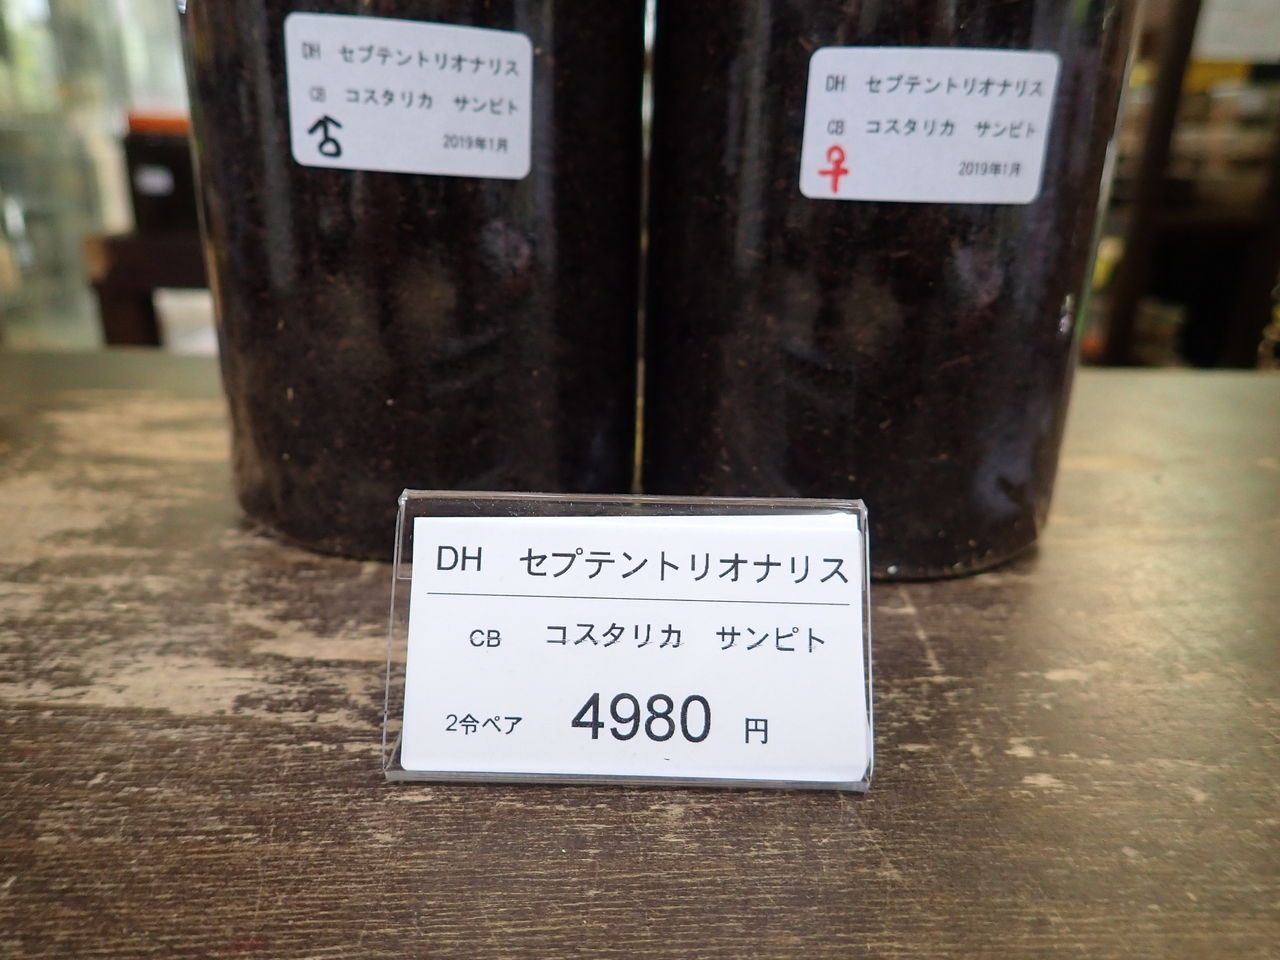 DH セプテントリオナリス
CB コスタリカ サンビト
♂ 2019年1月
DH セプテントリオナリス
CB コスタリカ サンビト
♀ 2019年1月
DH セプテントリオナリス
CB コスタリカ サンピト
2令ペア 4980 円